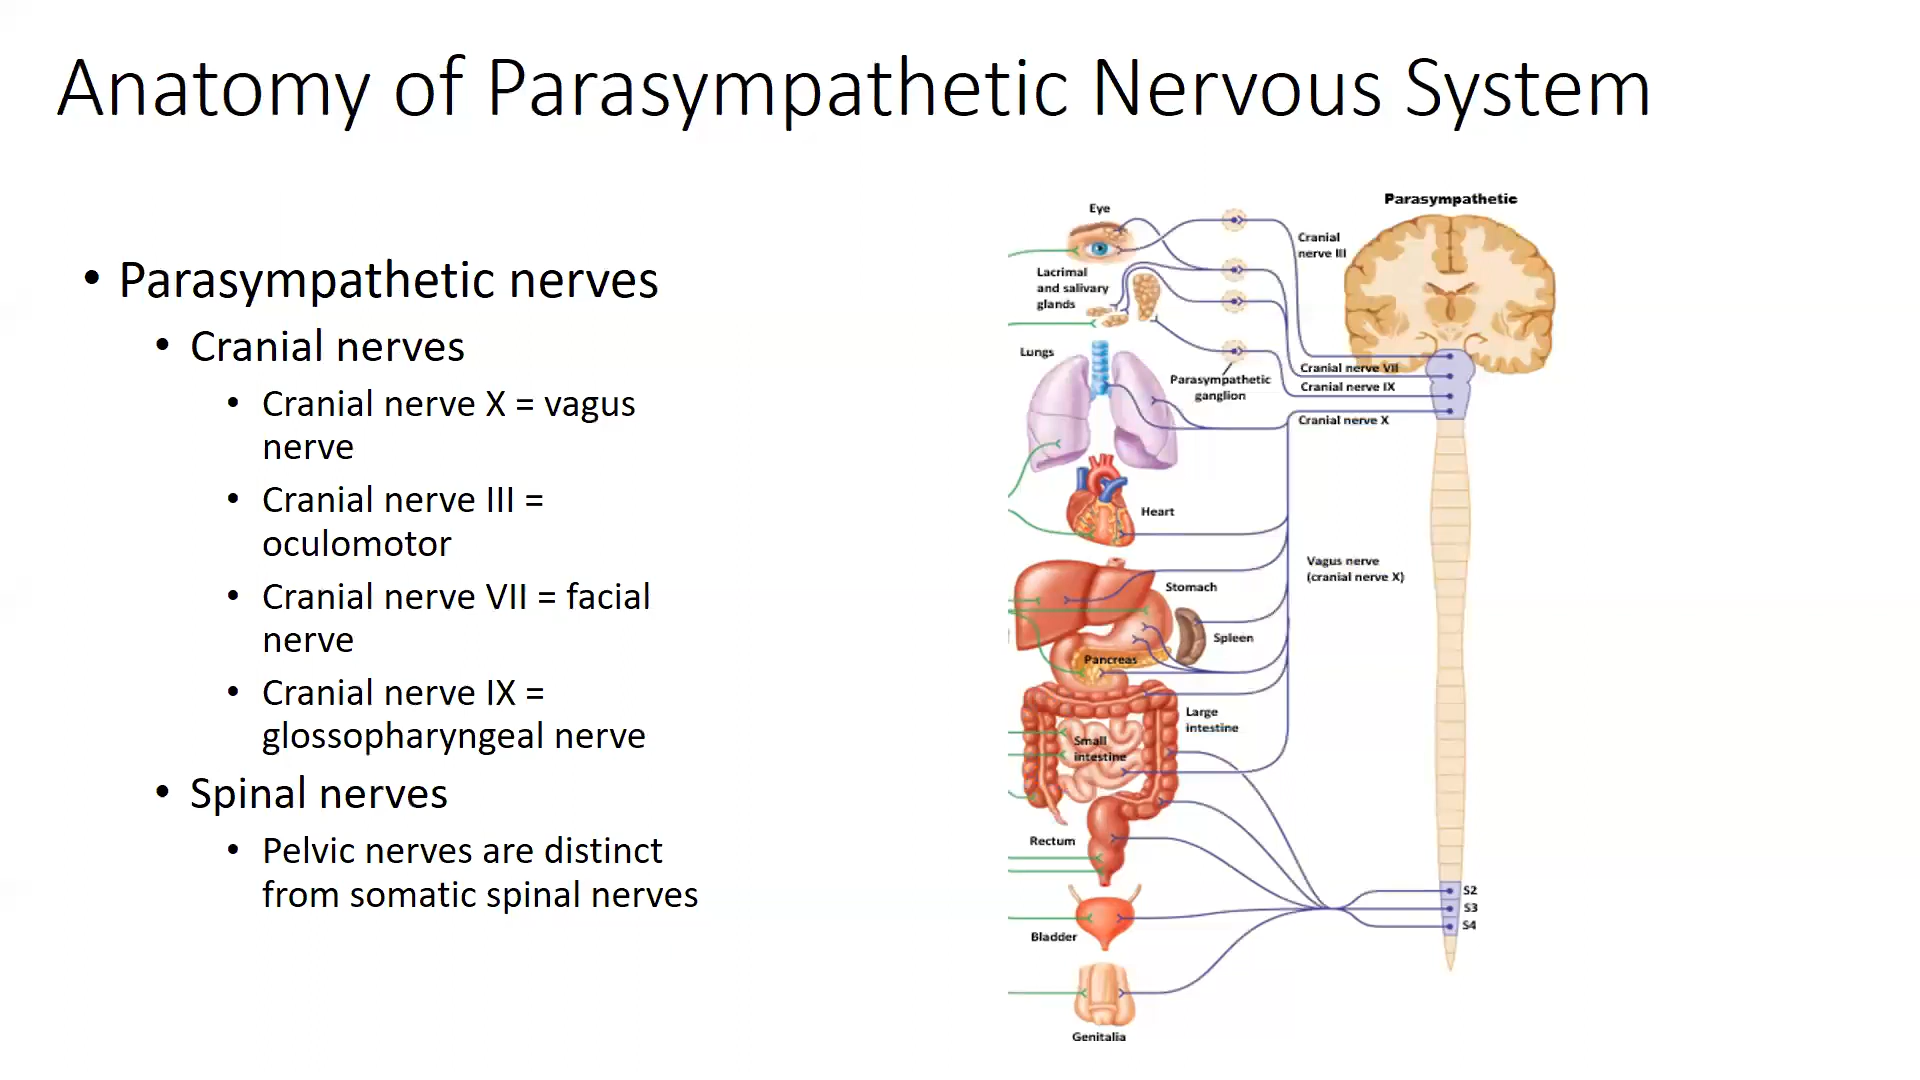 Anatomy of Parasympathetic Nervous System
• Parasympathetic nerves
• Cranial nerves
• Cranial nerve X = vagus
nerve
• Cranial nerve III =
oculomotor
• Cranial nerve VII = facial
nerve
• Cranial nerve IX =
glossopharyngeal nerve
• Spinal nerves
• Pelvic nerves are distinct
from somatic spinal nerves
Parasympathetic
Eye
Cranial
nerve III
Lacrimal
and salivary
glands
Lungs
Parasympathetic
ganglion
Cranial nerve VII
Cranial nerve IX
Cranial nerve X
Heart
Vagus nerve
(cranial nerve X)
Stomach
Spleen
Pancreas
Large
intestine
Small
intestine
Rectum
S2
S3
S4
Bladder
Genitalia